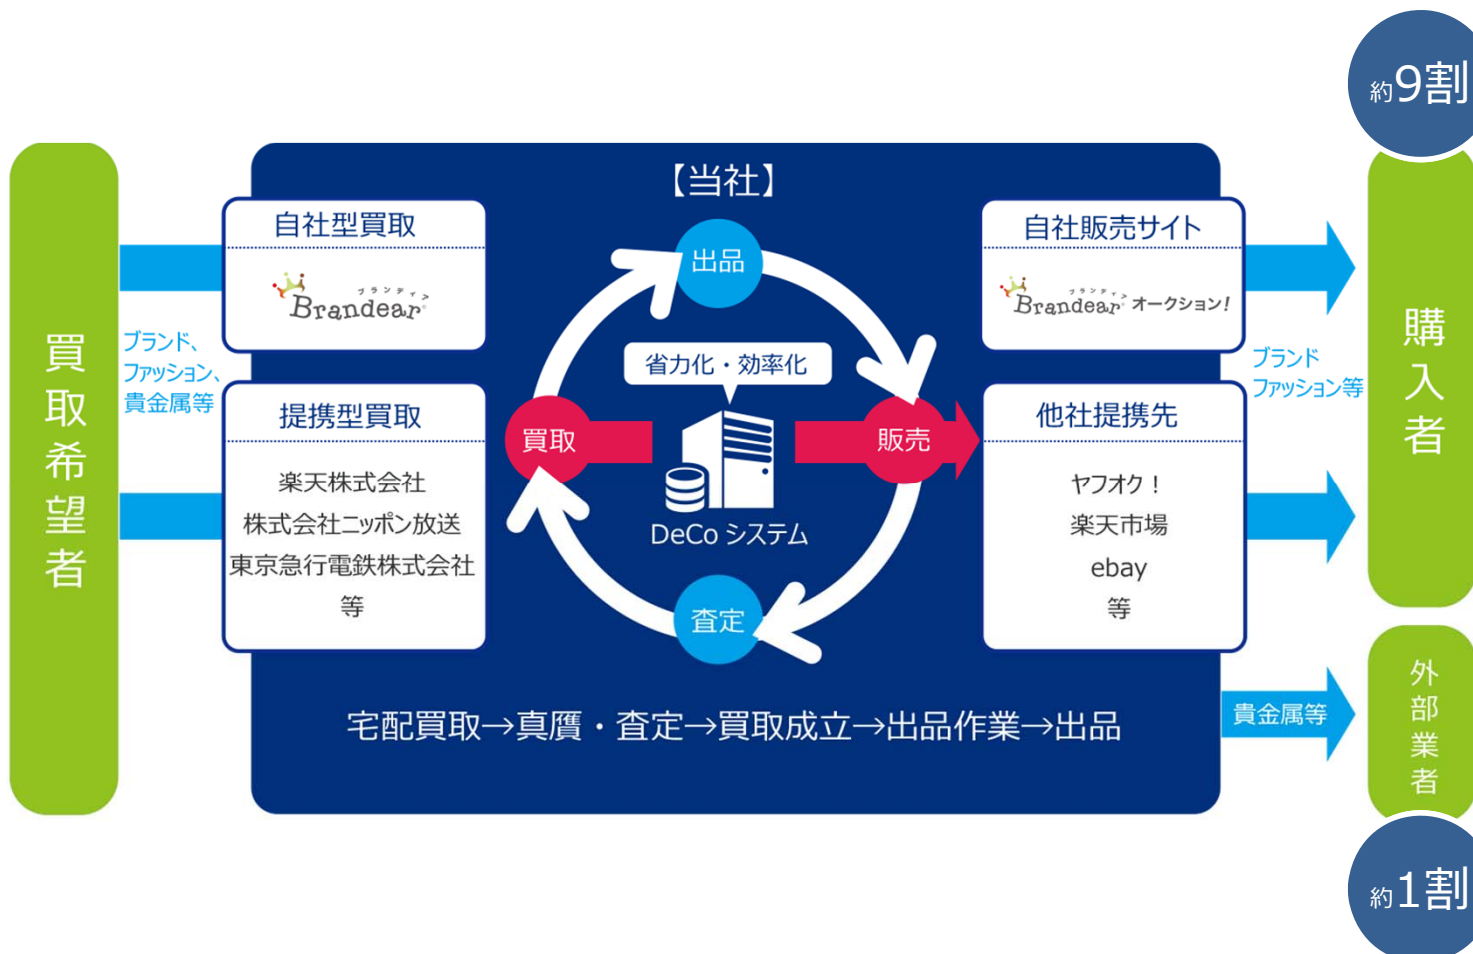 約9割
【当社】
買取希望者
ブランド、
ファッション、
貴金属等
自社型買取
ブランディア
Brandear
提携型買取
楽天株式会社
株式会社ニッポン放送
東京急行電鉄株式会社
等
出品
買取
省力化・効率化
DeCo システム
販売
査定
自社販売サイト
ブランディア
Brandear オークション!
他社提携先
ヤフオク！
楽天市場
ebay
等
ブランド
ファッション等
購入者
宅配買取→真贋・査定→買取成立→出品作業→出品
貴金属等
外部業者
約1割